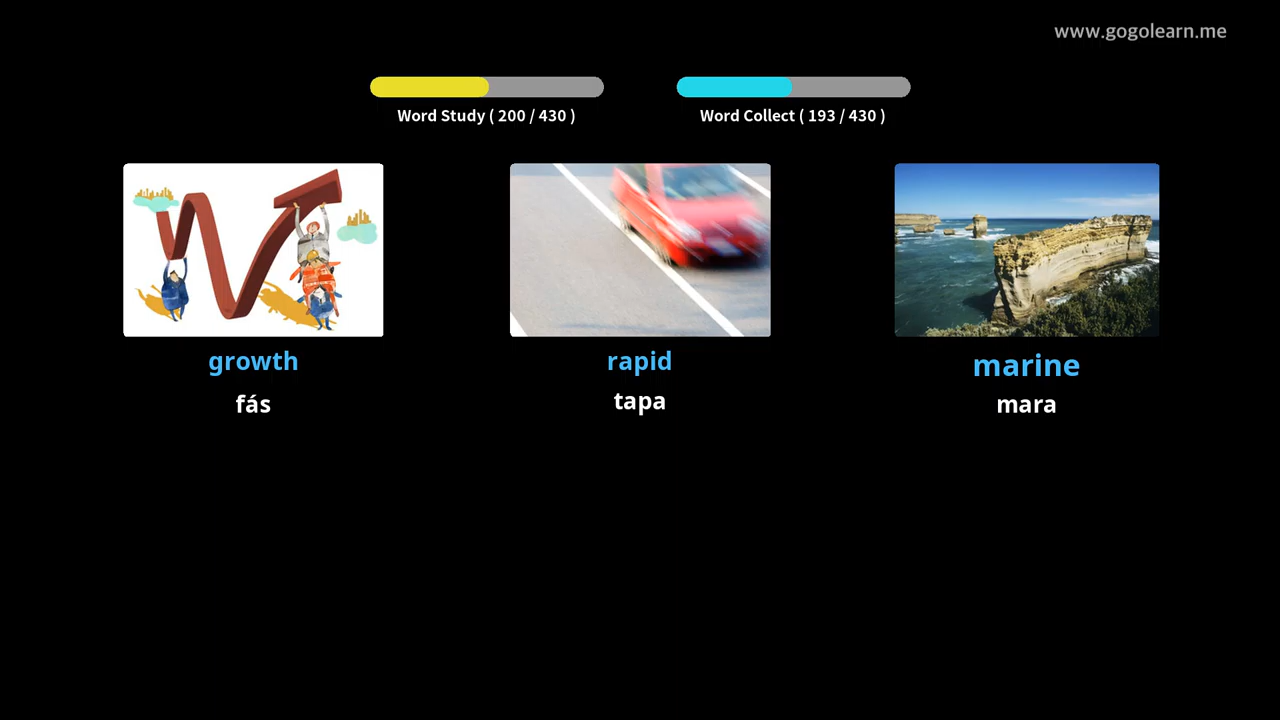 www.gogolearn.me
Word Study ( 200 / 430 )
Word Collect ( 193 / 430 )
growth
rapid
marine
fás
tapa
mara